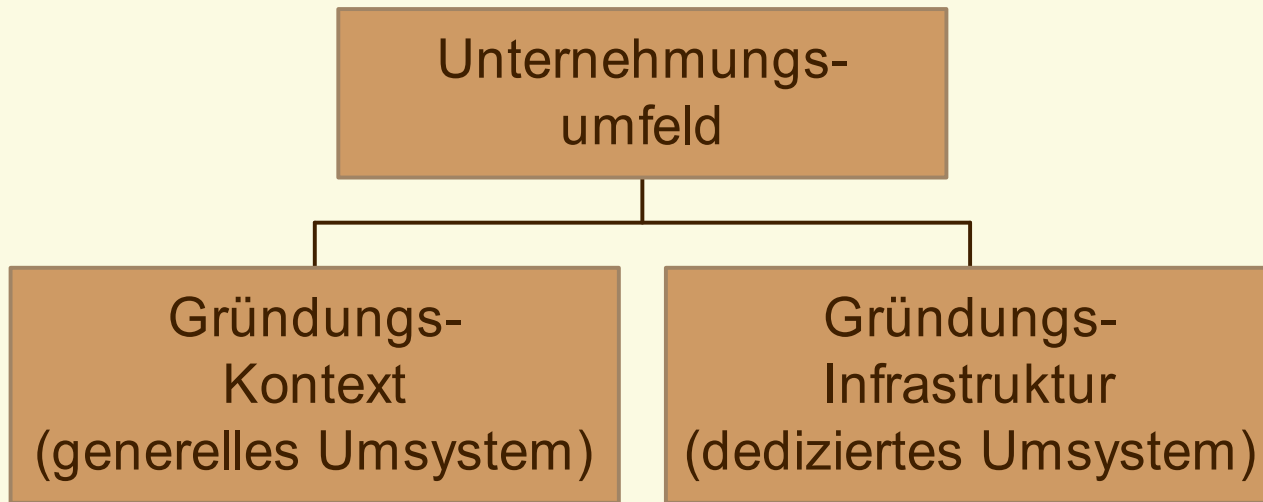 Unternehmungs-
umfeld
Gründungs-
Kontext
(generelles Umsystem)
Gründungs-
Infrastruktur
(dediziertes Umsystem)